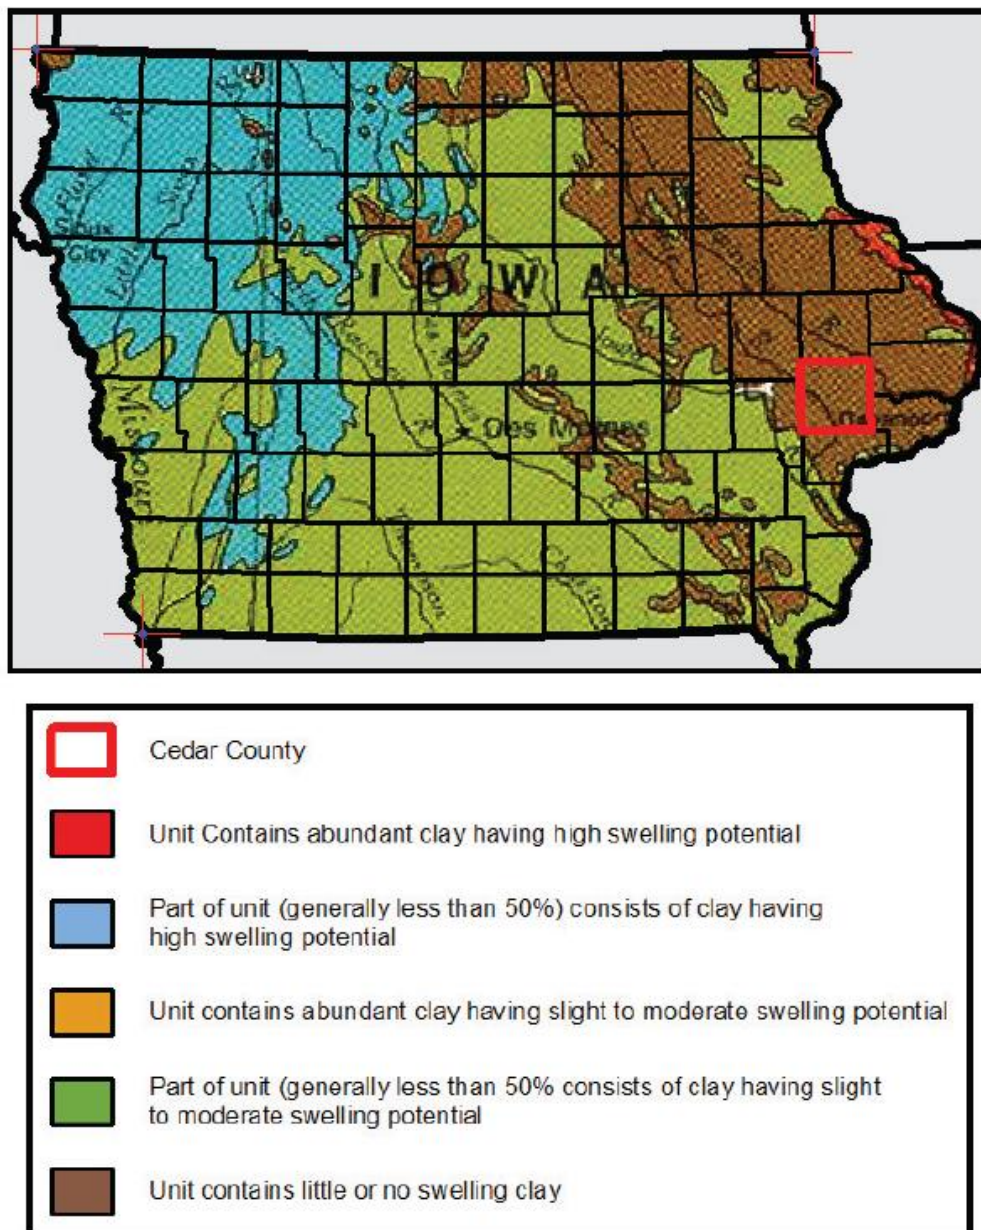 Sioux
City
I O W A
Des Moines
Missouri
Raccoon
Chariton
Cedar County
Unit Contains abundant clay having high swelling potential
Part of unit (generally less than 50%) consists of clay having
high swelling potential
Unit contains abundant clay having slight to moderate swelling potential
Part of unit (generally less than 50% consists of clay having slight
to moderate swelling potential
Unit contains little or no swelling clay